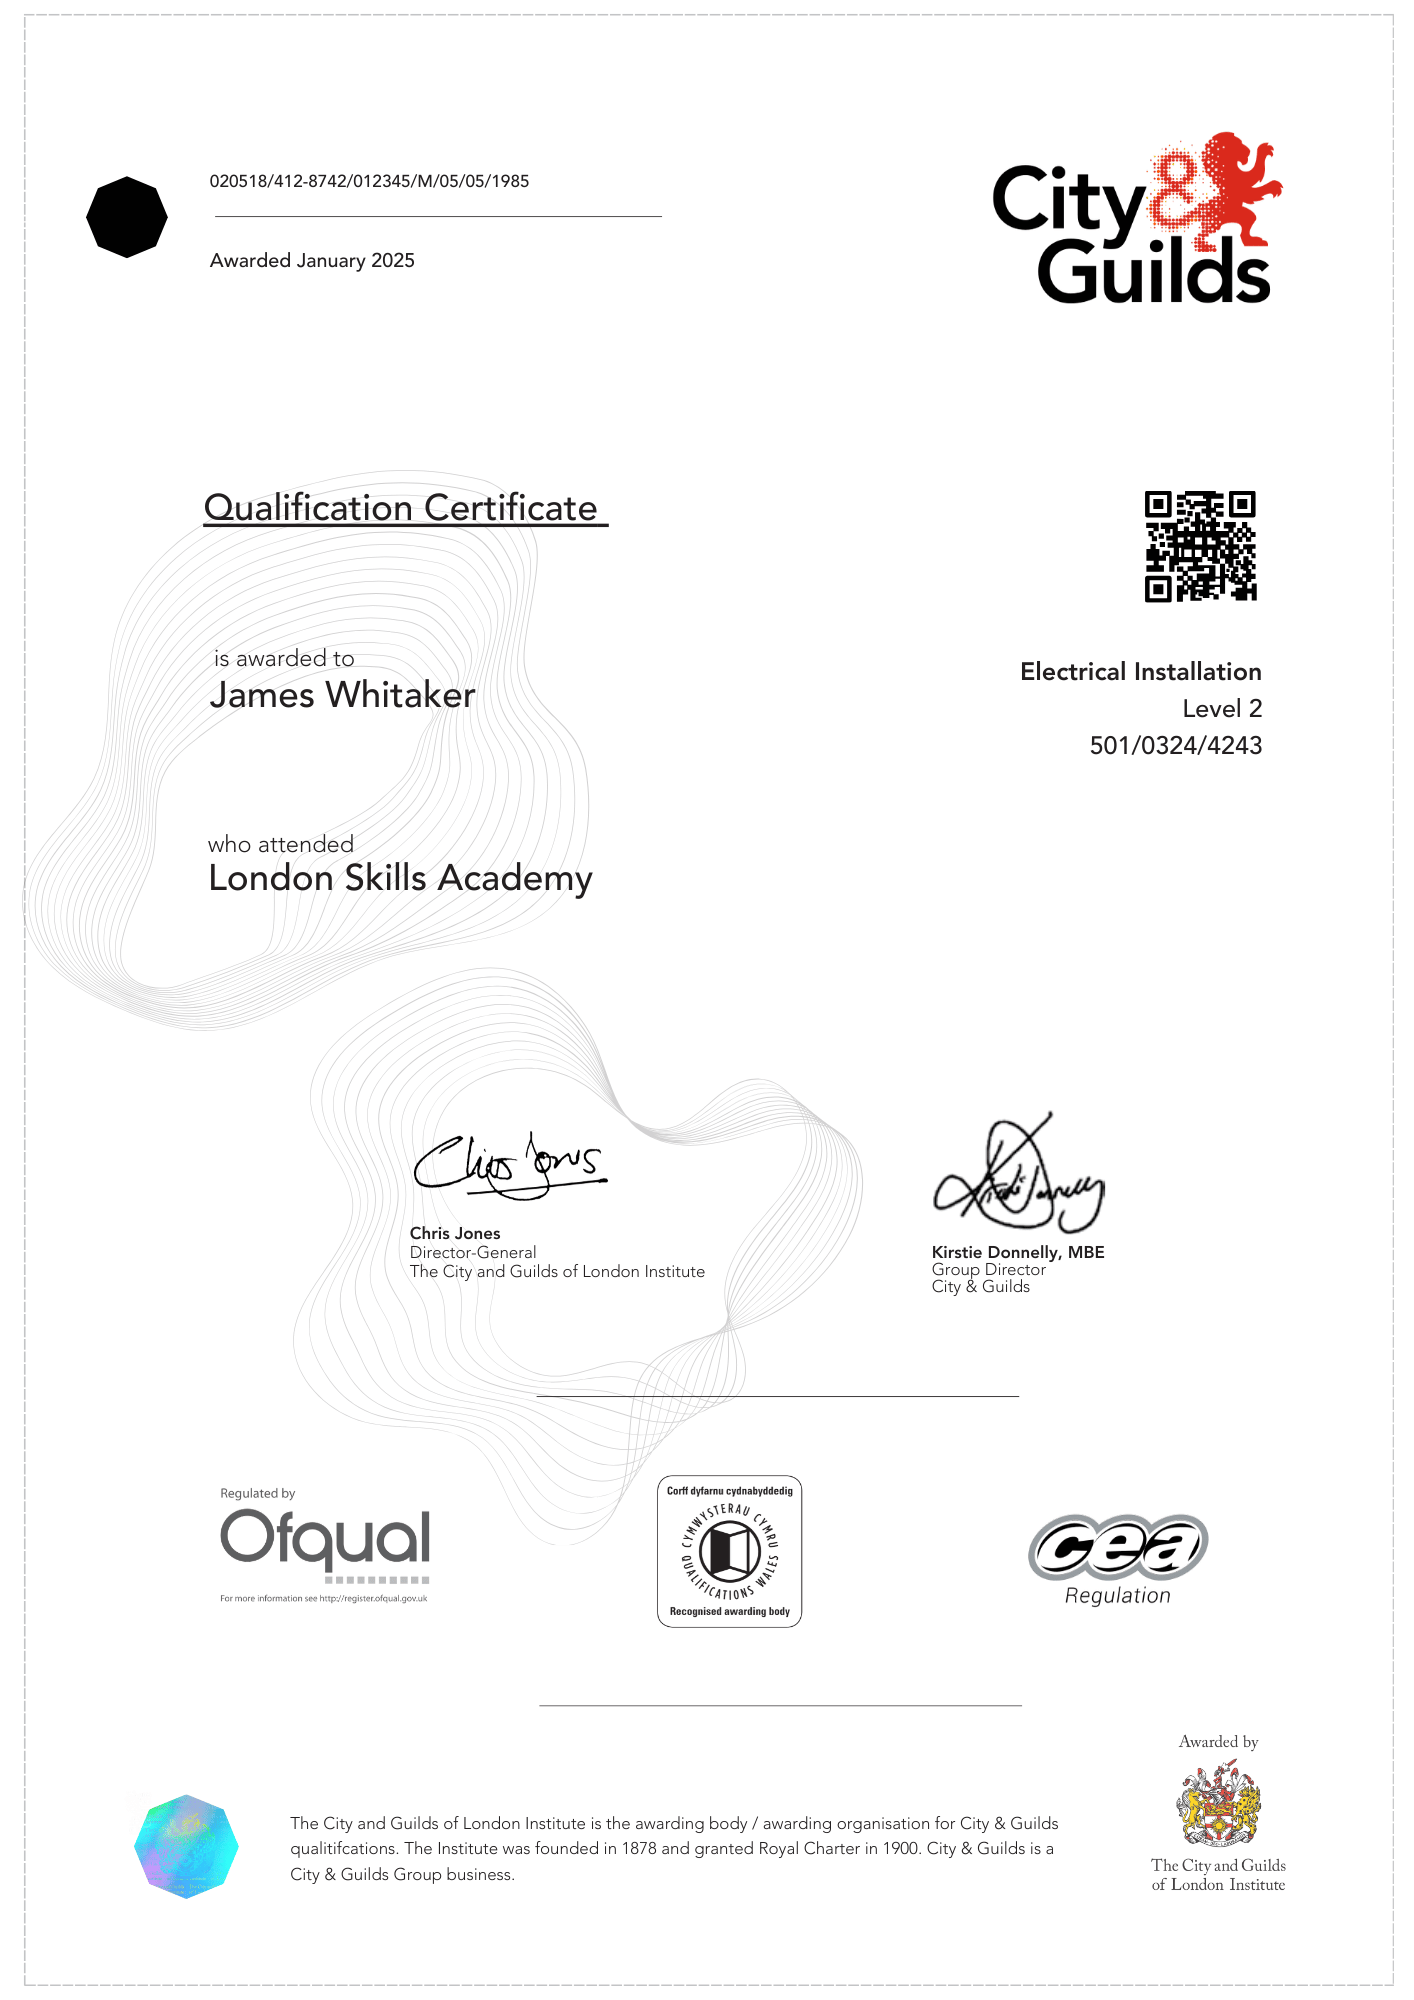 020518/412-8742/012345/M/05/05/1985
Awarded January 2025
City&
Guilds
Qualification Certificate
is awarded to
James Whitaker
Electrical Installation
Level 2
501/0324/4243
who attended
London Skills Academy
Chris Jones
Chris Jones
Director-General
The City and Guilds of London Institute
Kirstie Donnelly
Kirstie Donnelly, MBE
Group Director
City & Guilds
Regulated by
Ofqual
For more information see http://register.ofqual.gov.uk
Corff dyfarnu cydnabyddedig
CYMWYSTERAU CYMRU
QUALIFICATIONS WALES
Recognised awarding body
cea
Regulation
Awarded by
The City and Guilds
of London Institute
The City and Guilds of London Institute is the awarding body / awarding organisation for City & Guilds
qualitifcations. The Institute was founded in 1878 and granted Royal Charter in 1900. City & Guilds is a
City & Guilds Group business.